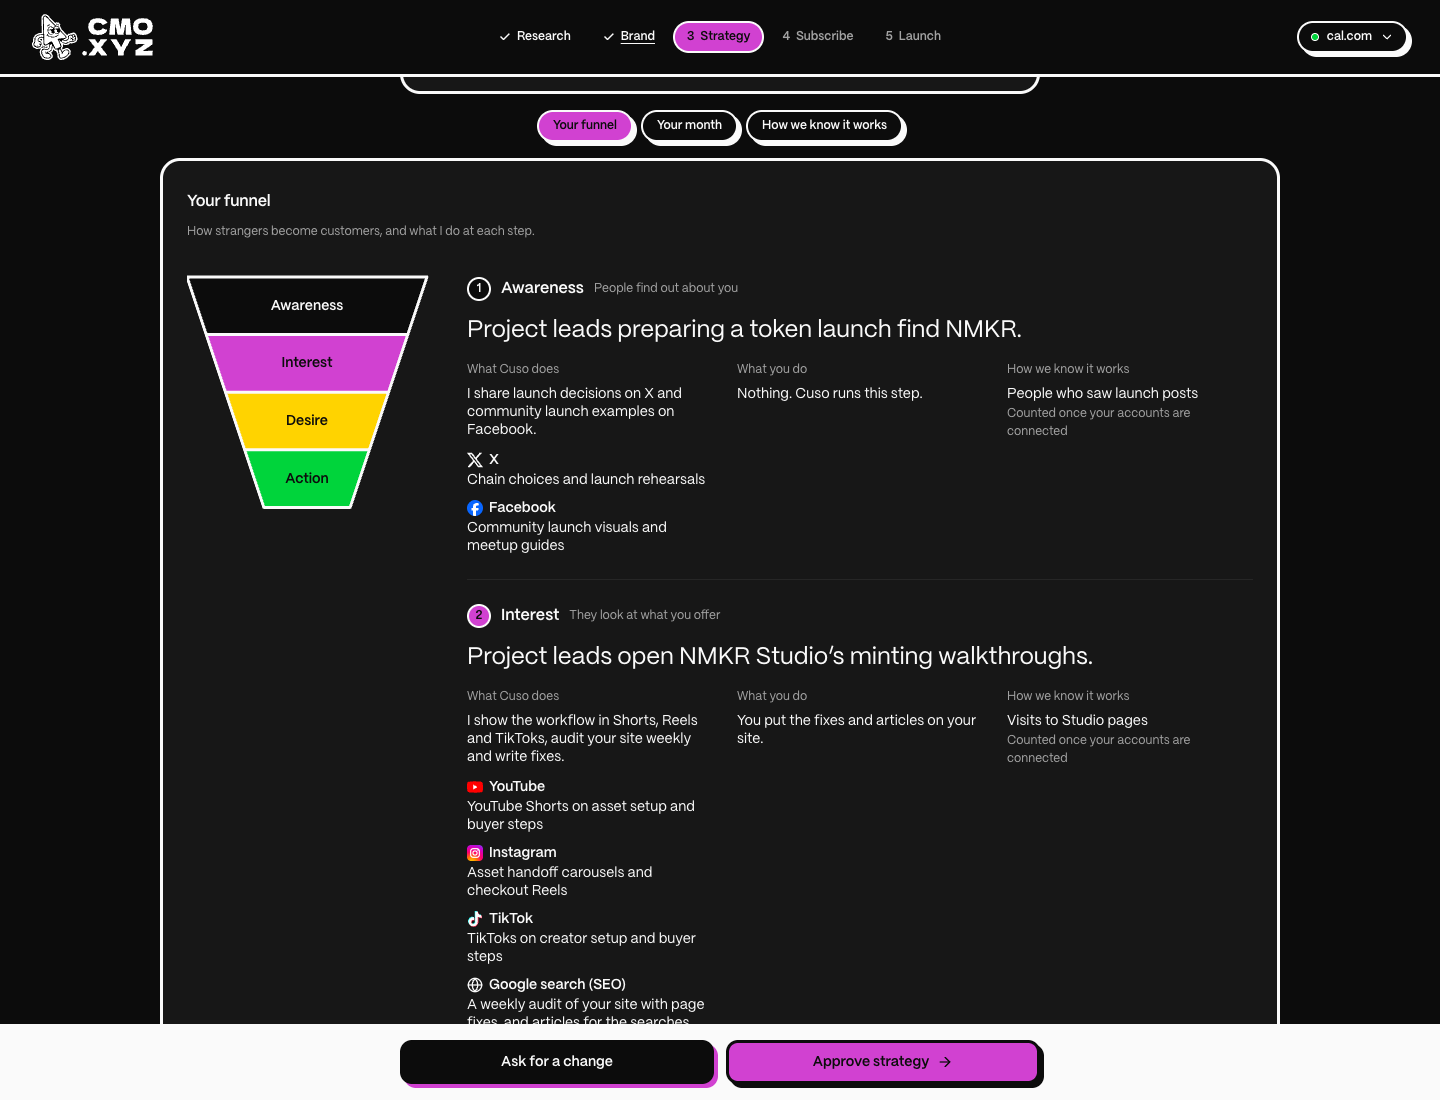 CMO
.XYZ
Research
Brand
3 Strategy
4 Subscribe
5 Launch
cal.com
Your funnel
Your month
How we know it works
Your funnel
How strangers become customers, and what I do at each step.
Awareness
Interest
Desire
Action
1 Awareness People find out about you
Project leads preparing a token launch find NMKR.
What Cuso does
I share launch decisions on X and
community launch examples on
Facebook.
X
Chain choices and launch rehearsals
Facebook
Community launch visuals and
meetup guides
What you do
Nothing. Cuso runs this step.
How we know it works
People who saw launch posts
Counted once your accounts are
connected
2 Interest They look at what you offer
Project leads open NMKR Studio’s minting walkthroughs.
What Cuso does
I show the workflow in Shorts, Reels
and TikToks, audit your site weekly
and write fixes.
YouTube
YouTube Shorts on asset setup and
buyer steps
Instagram
Asset handoff carousels and
checkout Reels
TikTok
TikToks on creator setup and buyer
steps
Google search (SEO)
A weekly audit of your site with page
fixes, and articles for the searches
What you do
You put the fixes and articles on your
site.
How we know it works
Visits to Studio pages
Counted once your accounts are
connected
Ask for a change
Approve strategy